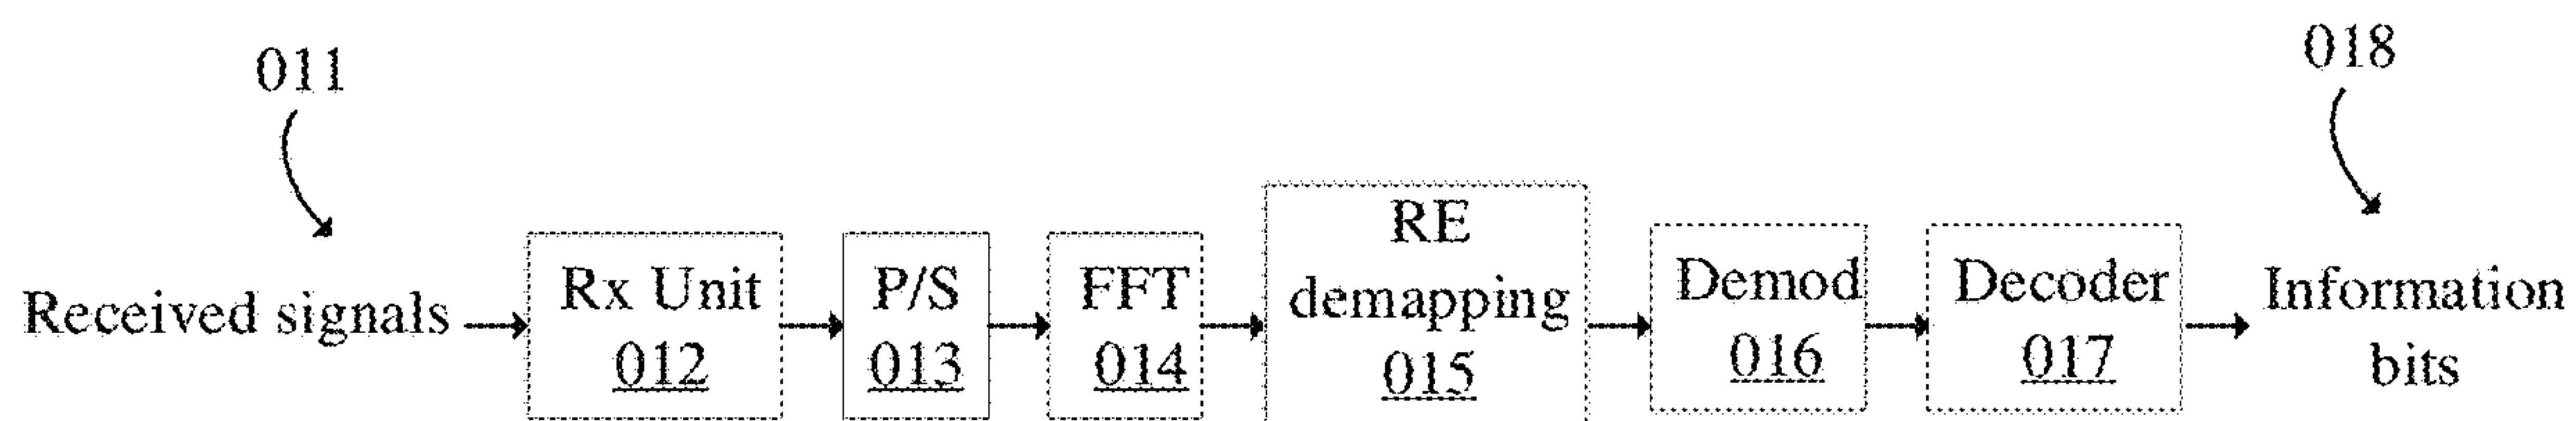 011
018
Received signals
Rx Unit
012
P/S
013
FFT
014
RE
demapping
015
Demod
016
Decoder
017
Information
bits